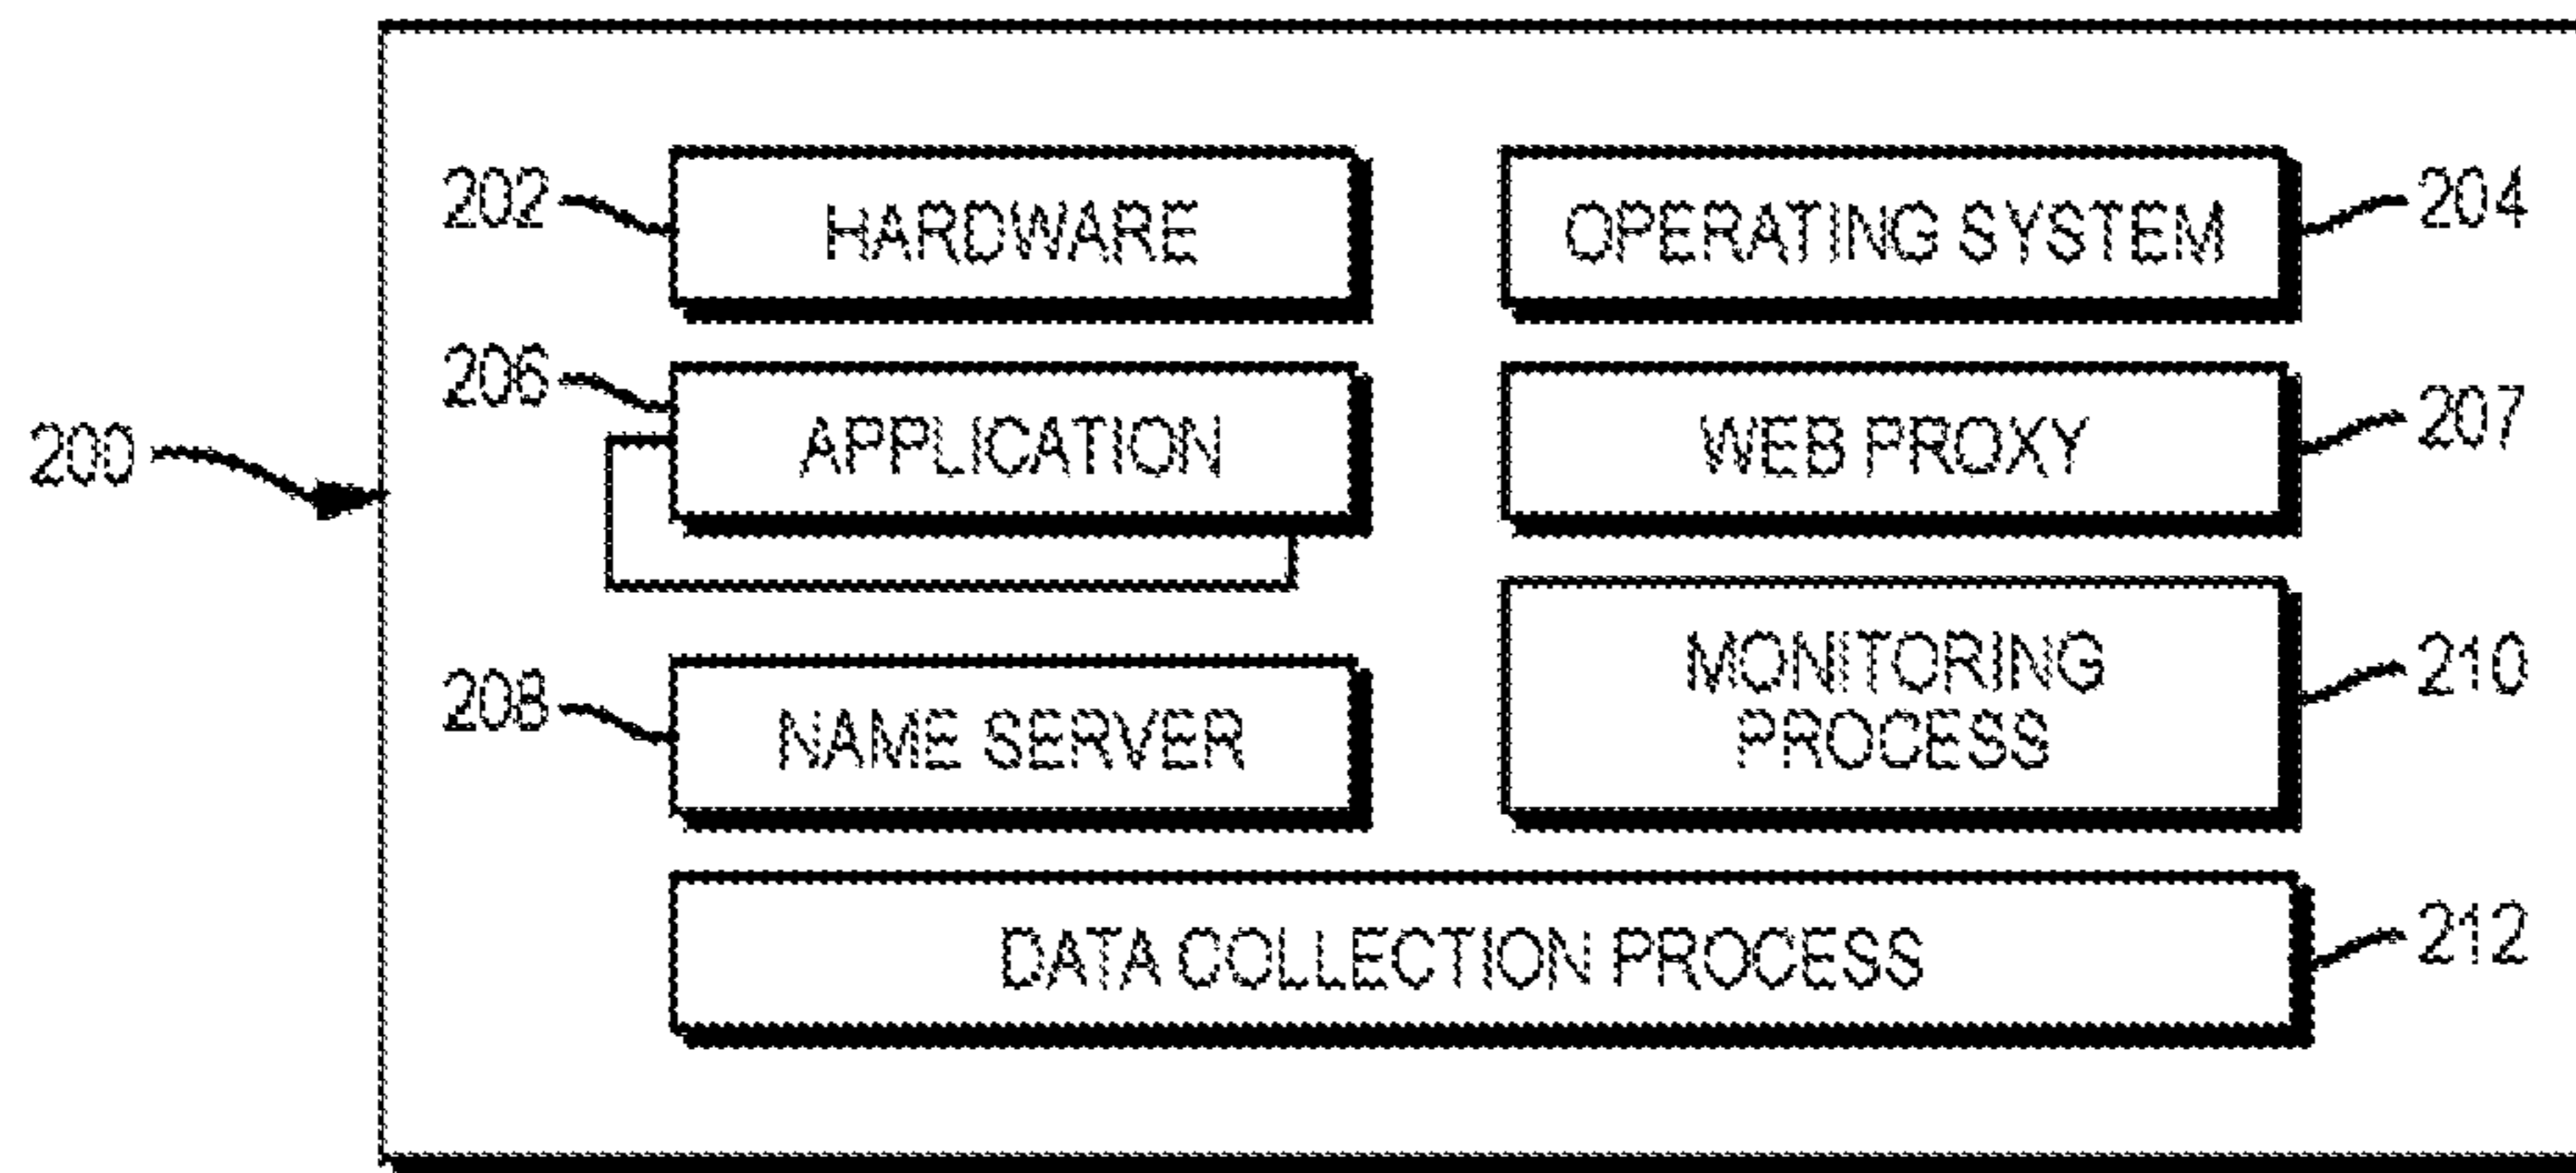 202
HARDWARE
OPERATING SYSTEM
204
206
APPLICATION
WEB PROXY
207
200
208
NAME SERVER
MONITORING
PROCESS
210
DATA COLLECTION PROCESS
212